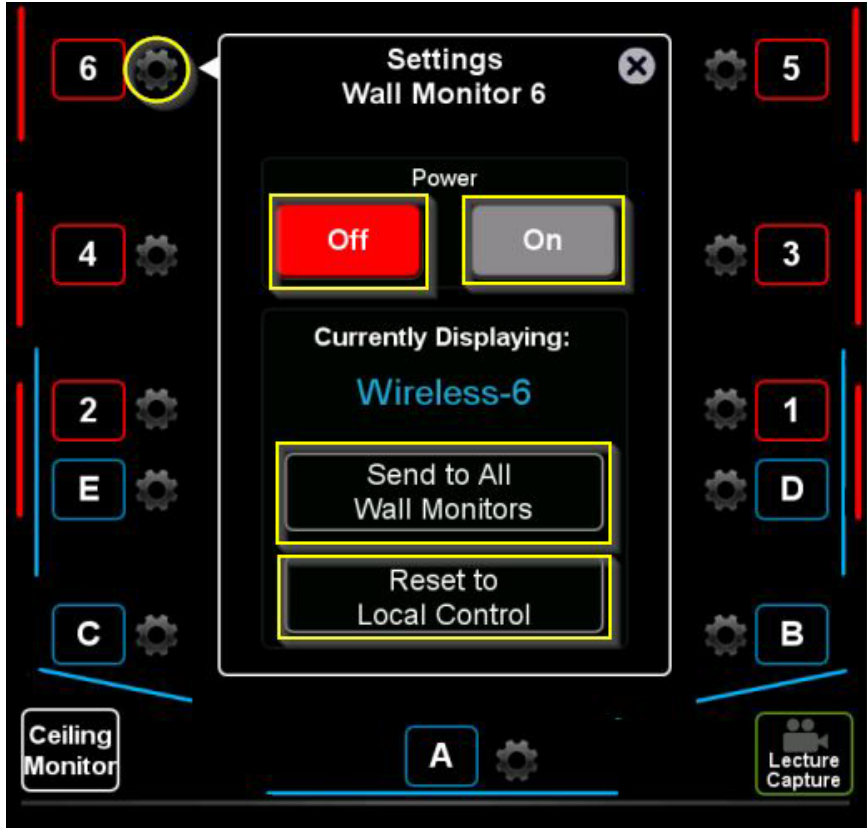 6
Settings
Wall Monitor 6
5
Power
Off
On
4
3
Currently Displaying:
Wireless-6
2
1
Send to All
Wall Monitors
E
D
Reset to
Local Control
C
B
Ceiling
Monitor
A
Lecture
Capture